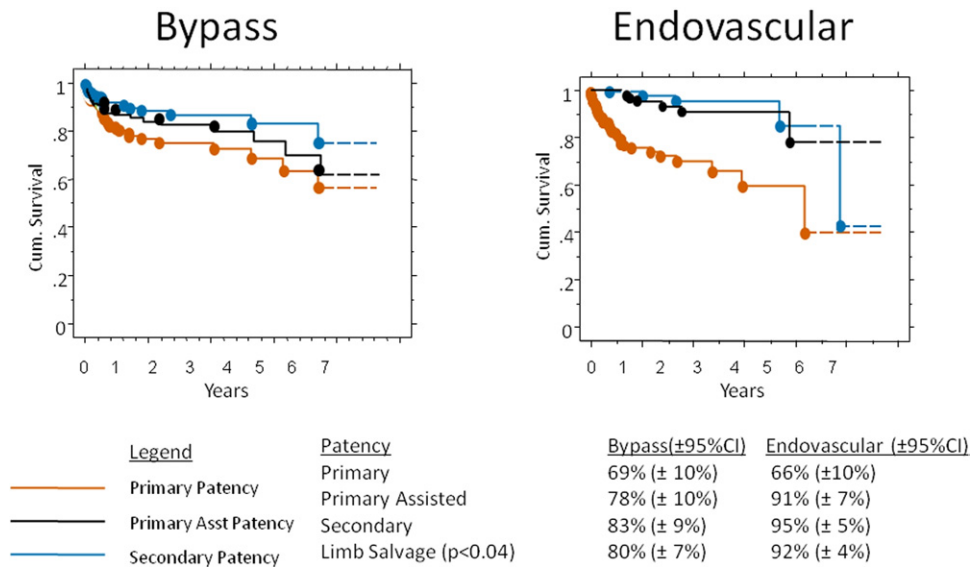 Bypass
Endovascular
1
.8
.6
.4
.2
0
Cum. Survival
0 1 2 3 4 5 6 7
Years
1
.8
.6
.4
.2
0
Cum. Survival
0 1 2 3 4 5 6 7
Years
Legend
Primary Patency
Primary Asst Patency
Secondary Patency
Patency Bypass(±95%CI) Endovascular (±95%CI)
Primary 69% (± 10%) 66% (±10%)
Primary Assisted 78% (± 10%) 91% (± 7%)
Secondary 83% (± 9%) 95% (± 5%)
Limb Salvage (p<0.04) 80% (± 7%) 92% (± 4%)